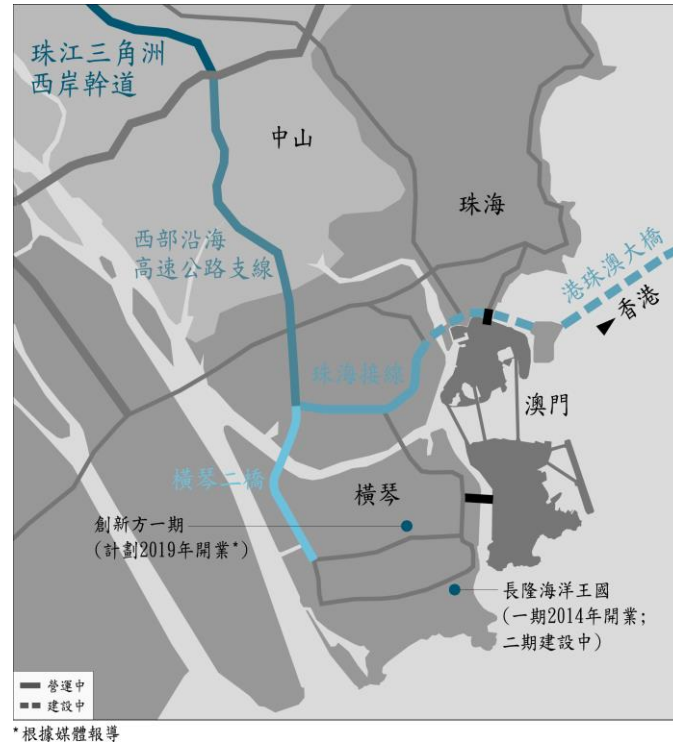 珠江三角洲
西岸幹道
中山
珠海
西部沿海
高速公路支線
港珠澳大橋
香港
珠海接線
澳門
橫琴二橋
橫琴
創新方一期
(計劃2019年開業*)
長隆海洋王國
(一期2014年開業;
二期建設中)
營運中
建設中
*根據媒體報導